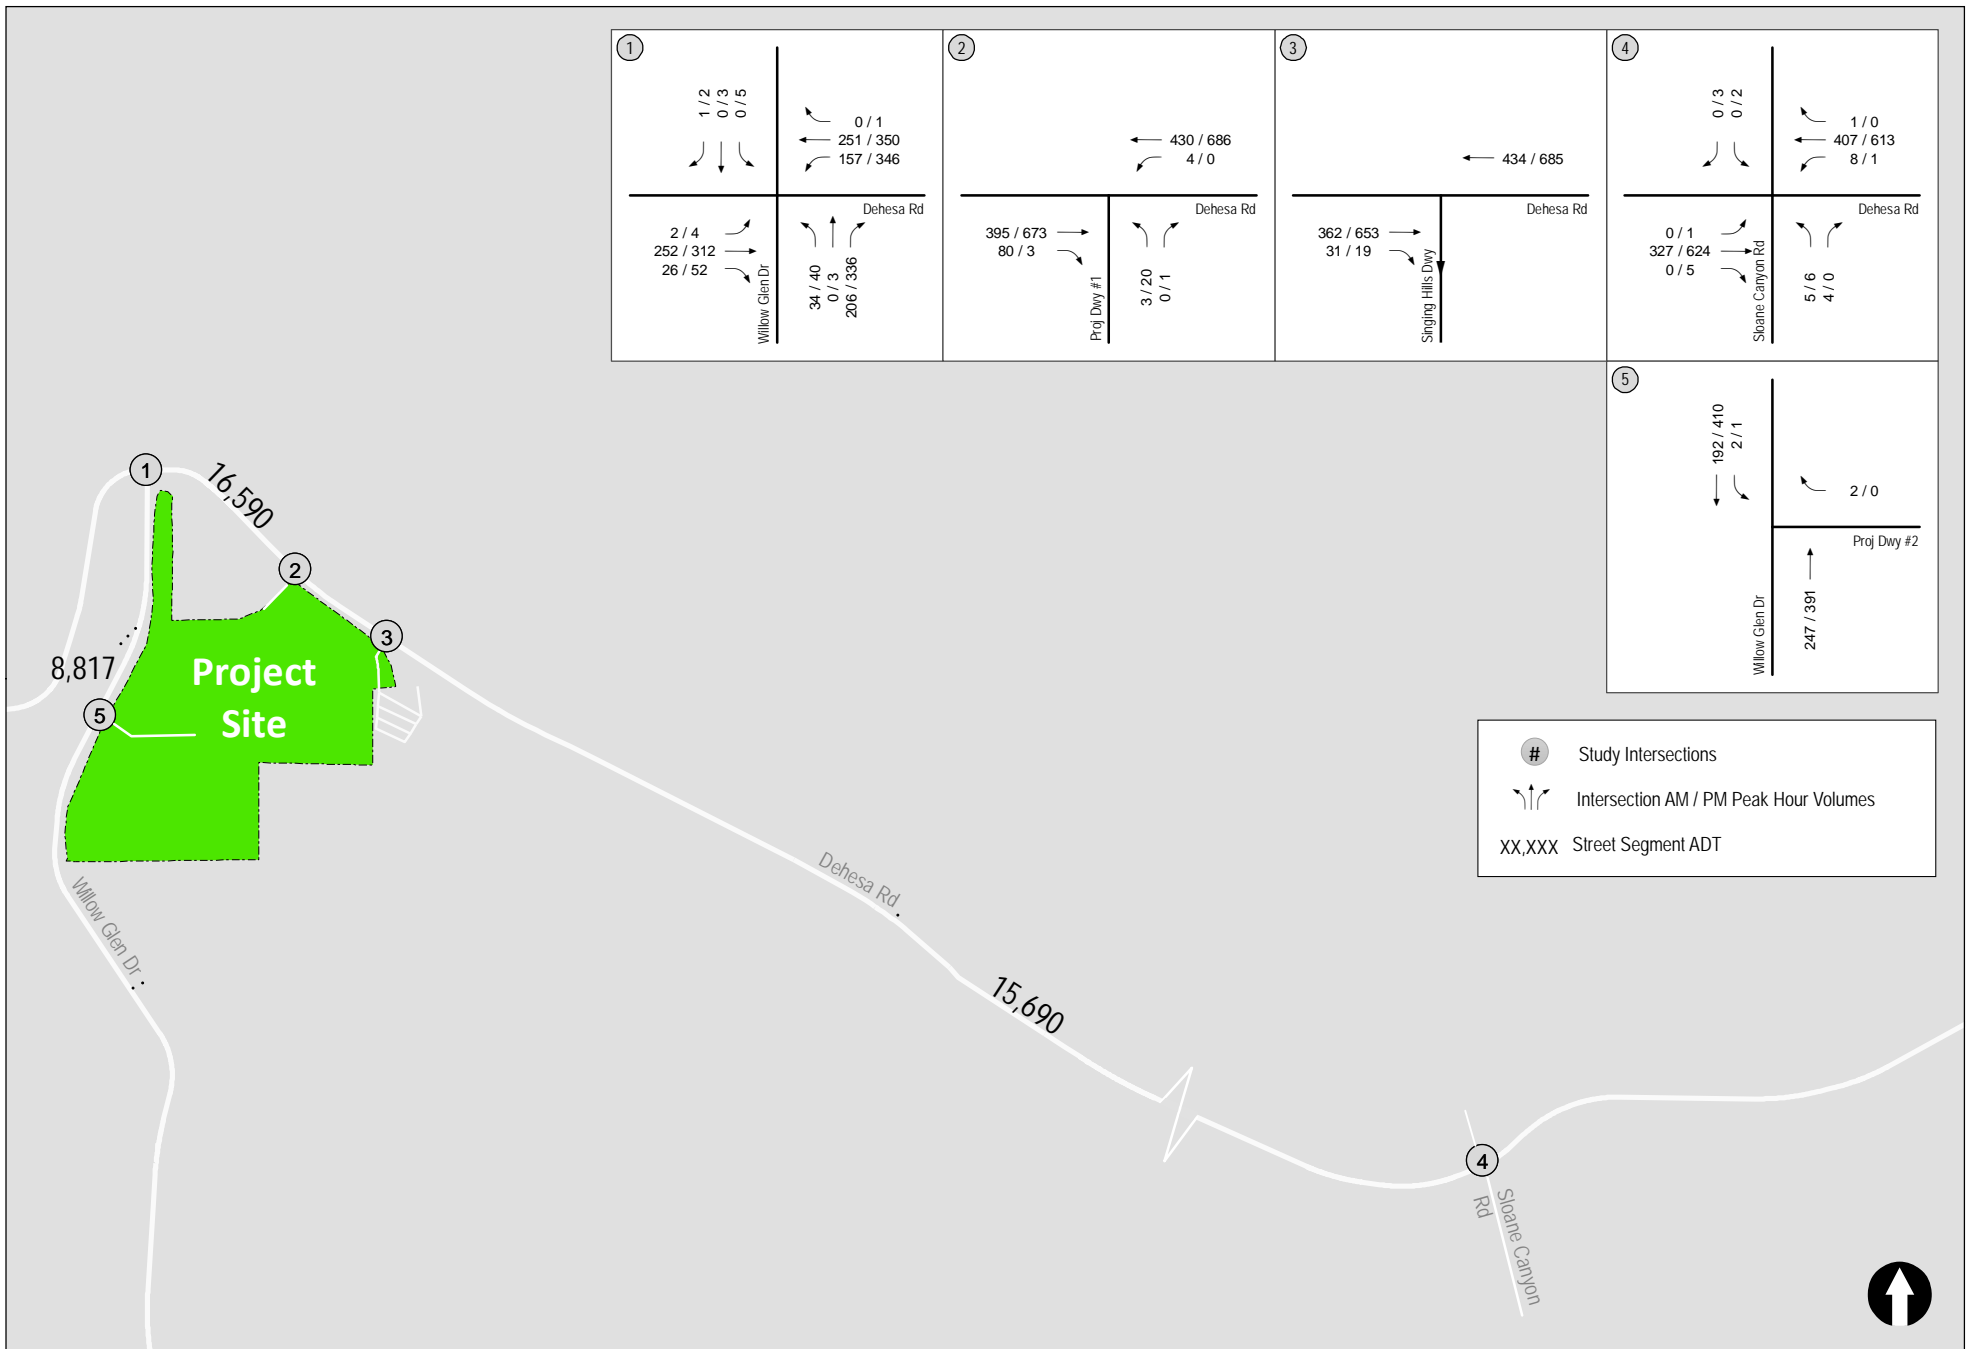 1
1 / 2
0 / 3
0 / 5
0 / 1
251 / 350
157 / 346
Dehesa Rd
2 / 4
252 / 312
26 / 52
34 / 40
0 / 3
206 / 336
Willow Glen Dr
2
430 / 686
4 / 0
Dehesa Rd
395 / 673
80 / 3
3 / 20
0 / 1
Proj Dwy #1
3
434 / 685
Dehesa Rd
362 / 653
31 / 19
Singing Hills Dwy
4
0 / 3
0 / 2
1 / 0
407 / 613
8 / 1
Dehesa Rd
0 / 1
327 / 624
0 / 5
5 / 6
4 / 0
Sloane Canyon Rd
5
192 / 410
2 / 1
2 / 0
Proj Dwy #2
247 / 391
Willow Glen Dr
1
16,590
2
3
8,817
Project
Site
5
Willow Glen Dr
Dehesa Rd
15,690
4
Sloane Canyon
Rd
# Study Intersections
Intersection AM / PM Peak Hour Volumes
XX,XXX Street Segment ADT